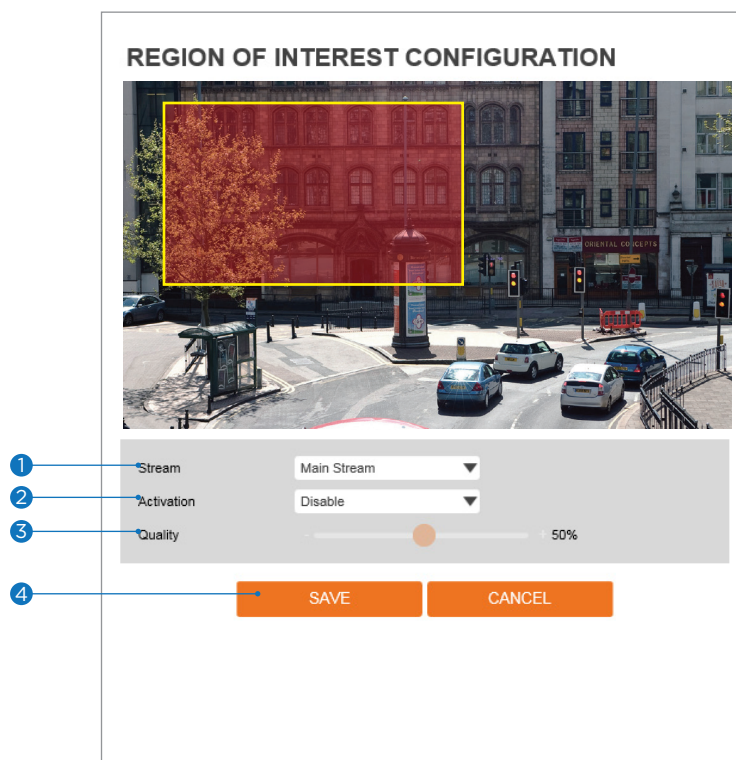 REGION OF INTEREST CONFIGURATION
ORIENTAL CONCEPTS
1 Stream Main Stream
2 Activation Disable
3 Quality - + 50%
4 SAVE CANCEL